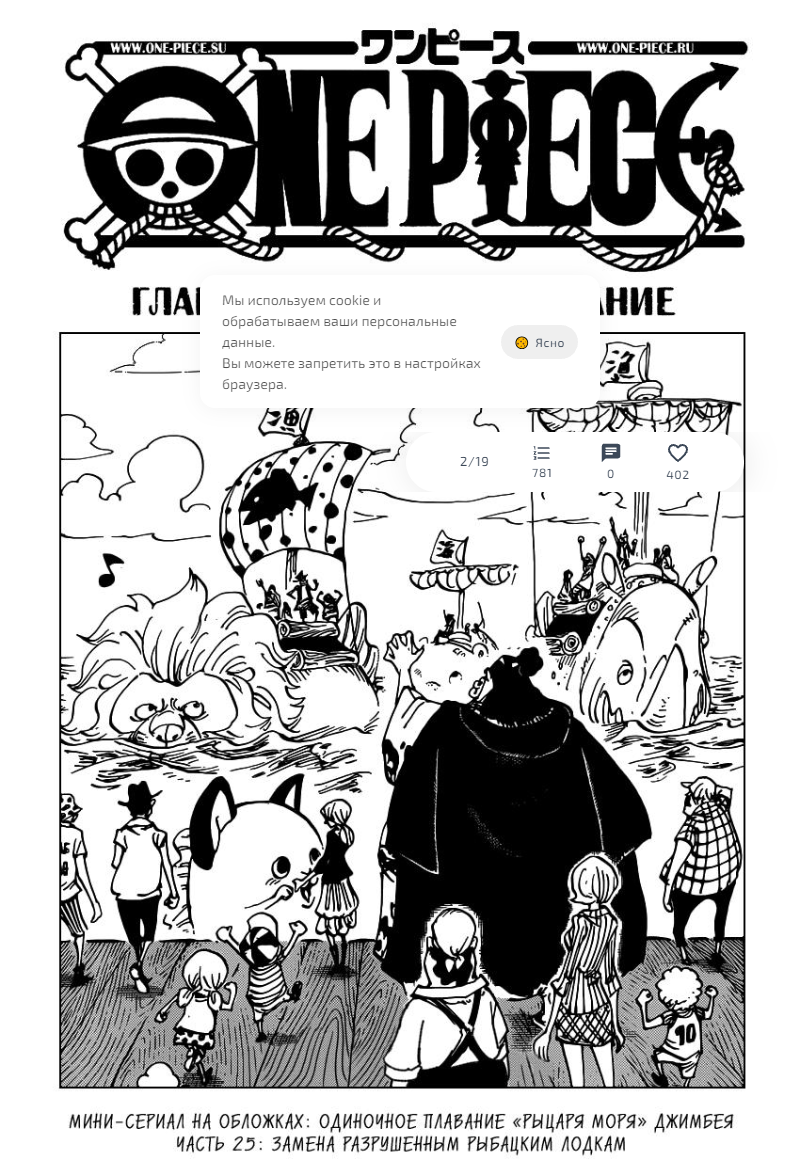 WWW.ONE-PIECE.SU ワンピース WWW.ONE-PIECE.RU
ONE PIECE
Мы используем cookie и
обрабатываем ваши персональные
данные.
Вы можете запретить это в настройках
браузера.
Ясно
2/19
781
0
402
10
МИНИ-СЕРИАЛ НА ОБЛОЖКАХ: ОДИНОЧНОЕ ПЛАВАНИЕ «РЫЦАРЯ МОРЯ» ДЖИМБЕЯ
ЧАСТЬ 25: ЗАМЕНА РАЗРУШЕННЫМ РЫБАЦКИМ ЛОДКАМ